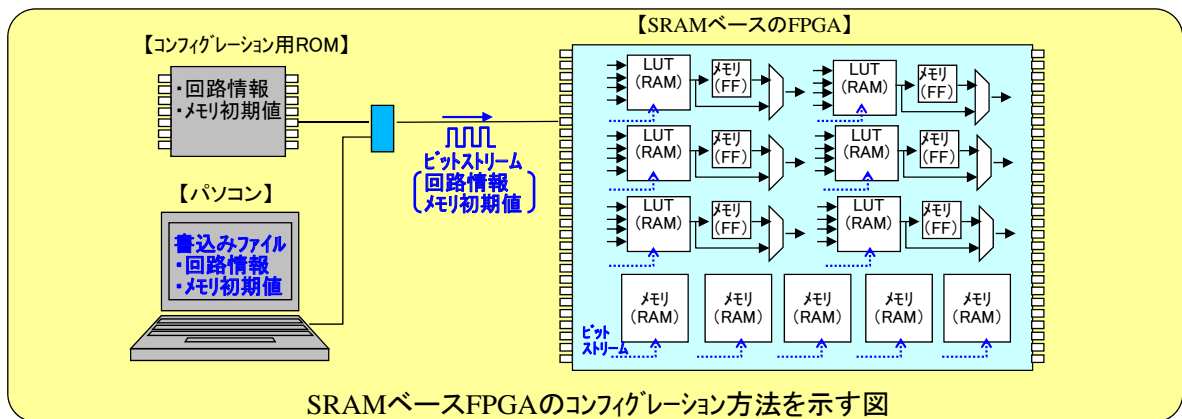 【SRAMベースのFPGA】
【コンフィグレーション用ROM】
・回路情報
・メモリ初期値
ビットストリーム
回路情報
メモリ初期値
【パソコン】
書込みファイル
・回路情報
・メモリ初期値
LUT
(RAM)
メモリ
(FF)
LUT
(RAM)
メモリ
(FF)
LUT
(RAM)
メモリ
(FF)
LUT
(RAM)
メモリ
(FF)
LUT
(RAM)
メモリ
(FF)
LUT
(RAM)
メモリ
(FF)
メモリ
(RAM)
メモリ
(RAM)
メモリ
(RAM)
メモリ
(RAM)
メモリ
(RAM)
ビット
ストリーム
SRAMベースFPGAのコンフィグレーション方法を示す図